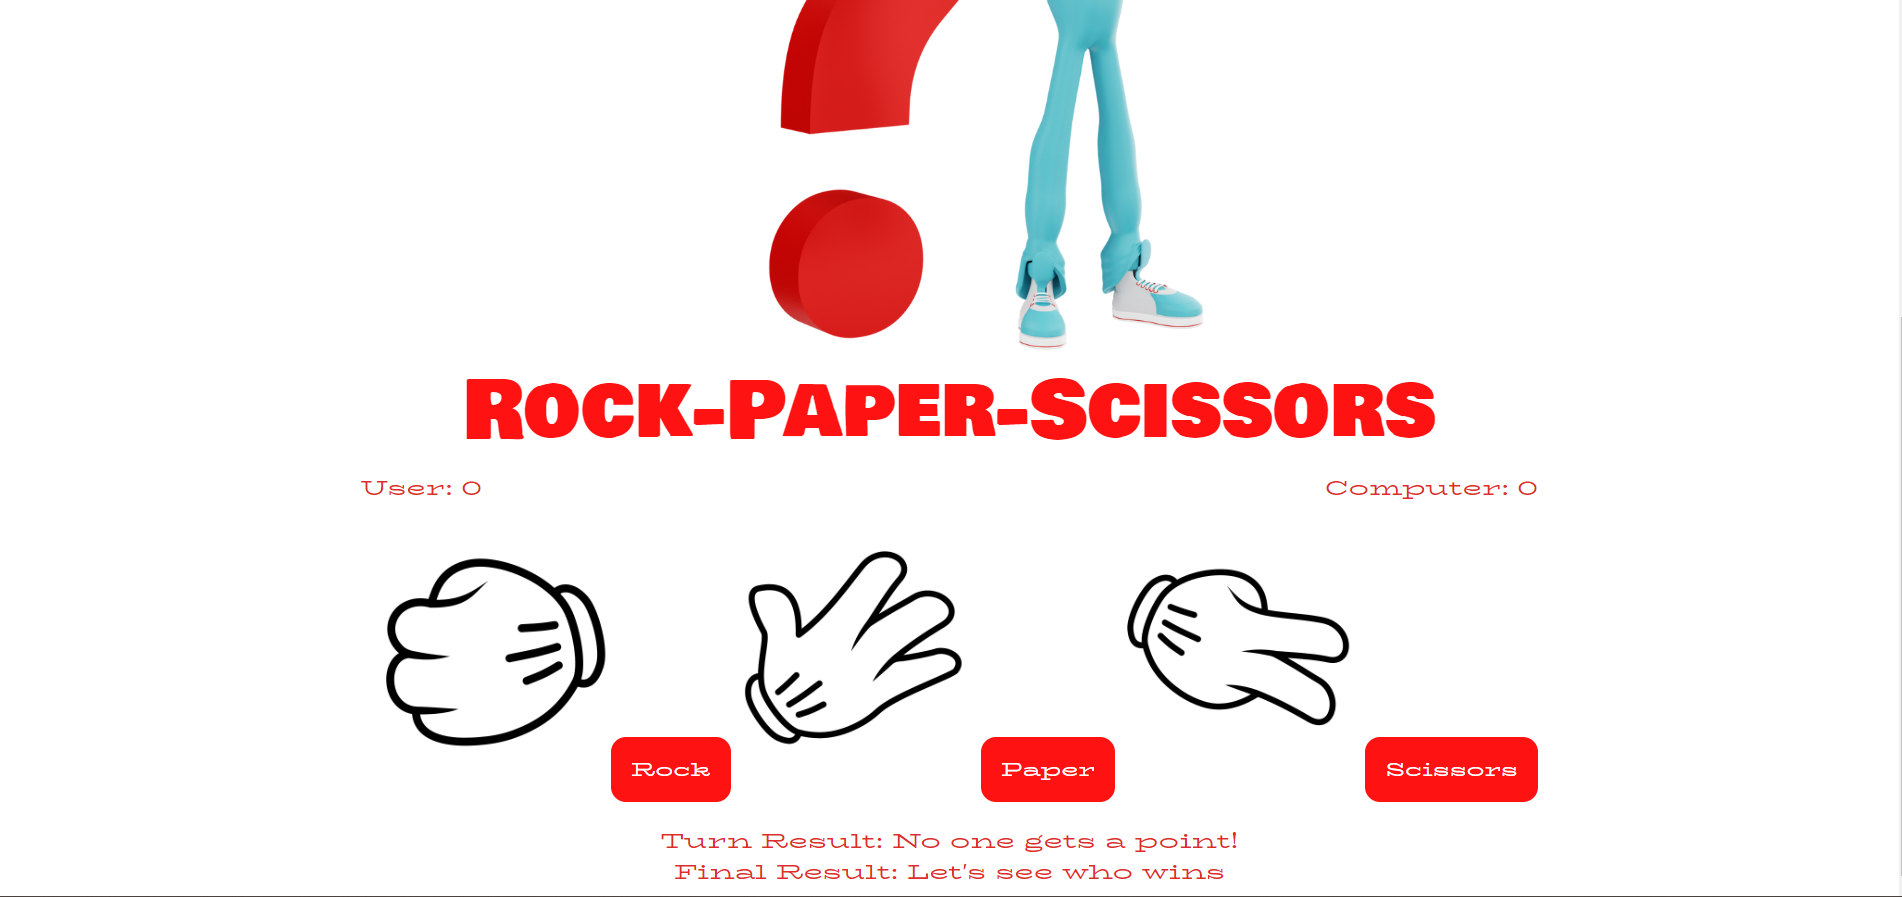 Rock-Paper-Scissors
User: 0
Computer: 0
Rock
Paper
Scissors
Turn Result: No one gets a point!
Final Result: Let's see who wins